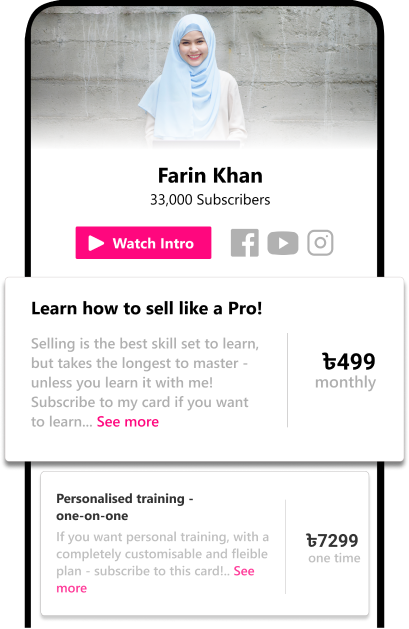 Farin Khan
33,000 Subscribers
Watch Intro
Learn how to sell like a Pro!
Selling is the best skill set to learn,
but takes the longest to master -
unless you learn it with me!
Subscribe to my card if you want
to learn... See more
৳499
monthly
Personalised training -
one-on-one
If you want personal training, with a
completely customisable and fleible
plan - subscribe to this card!.. See
more
৳7299
one time